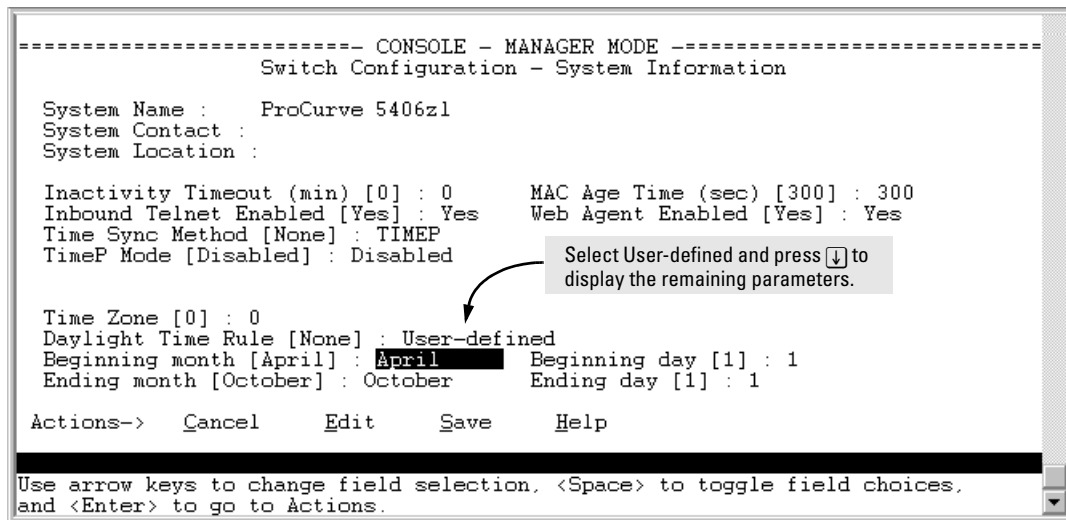 ===========================- CONSOLE - MANAGER MODE -============================
Switch Configuration - System Information
System Name : ProCurve 5406zl
System Contact :
System Location :
Inactivity Timeout (min) [0] : 0 MAC Age Time (sec) [300] : 300
Inbound Telnet Enabled [Yes] : Yes Web Agent Enabled [Yes] : Yes
Time Sync Method [None] : TIMEP
TimeP Mode [Disabled] : Disabled
Select User-defined and press ↓ to
display the remaining parameters.
Time Zone [0] : 0
Daylight Time Rule [None] : User-defined
Beginning month [April] : April Beginning day [1] : 1
Ending month [October] : October Ending day [1] : 1
Actions-> Cancel Edit Save Help
Use arrow keys to change field selection, <Space> to toggle field choices,
and <Enter> to go to Actions.